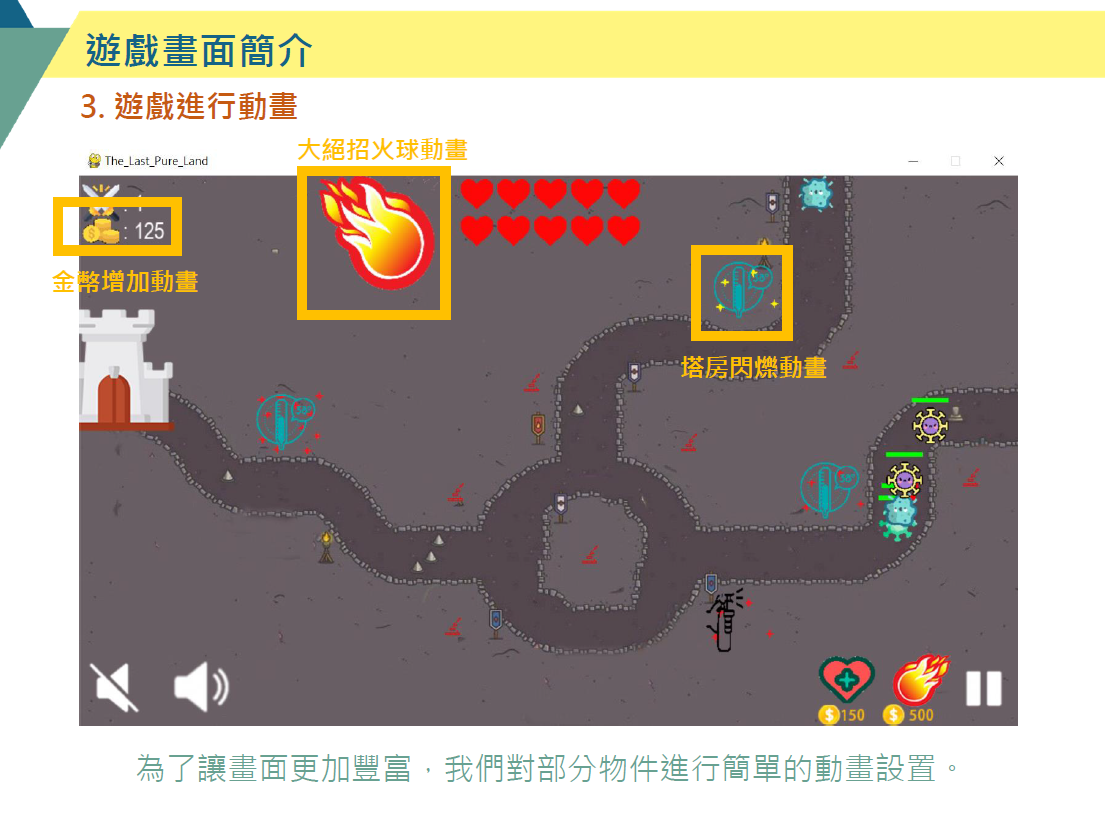 遊戲畫面簡介
3. 遊戲進行動畫
大絕招火球動畫
The_Last_Pure_Land
: 125
金幣增加動畫
38°
塔房閃爍動畫
38°
38°
150
500
為了讓畫面更加豐富，我們對部分物件進行簡單的動畫設置。